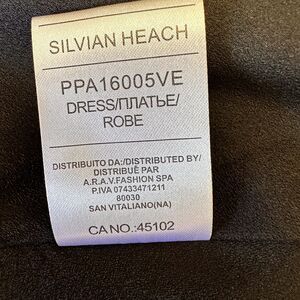 SILVIAN HEACH
PPA16005VE
DRESS/ПЛАТЬЕ/
ROBE
DISTRIBUITO DA:/DISTRIBUTED BY/
DISTRIBUÉ PAR
A.R.A.V.FASHION SPA
P.IVA 07433471211
80030
SAN VITALIANO(NA)
CA NO.:45102